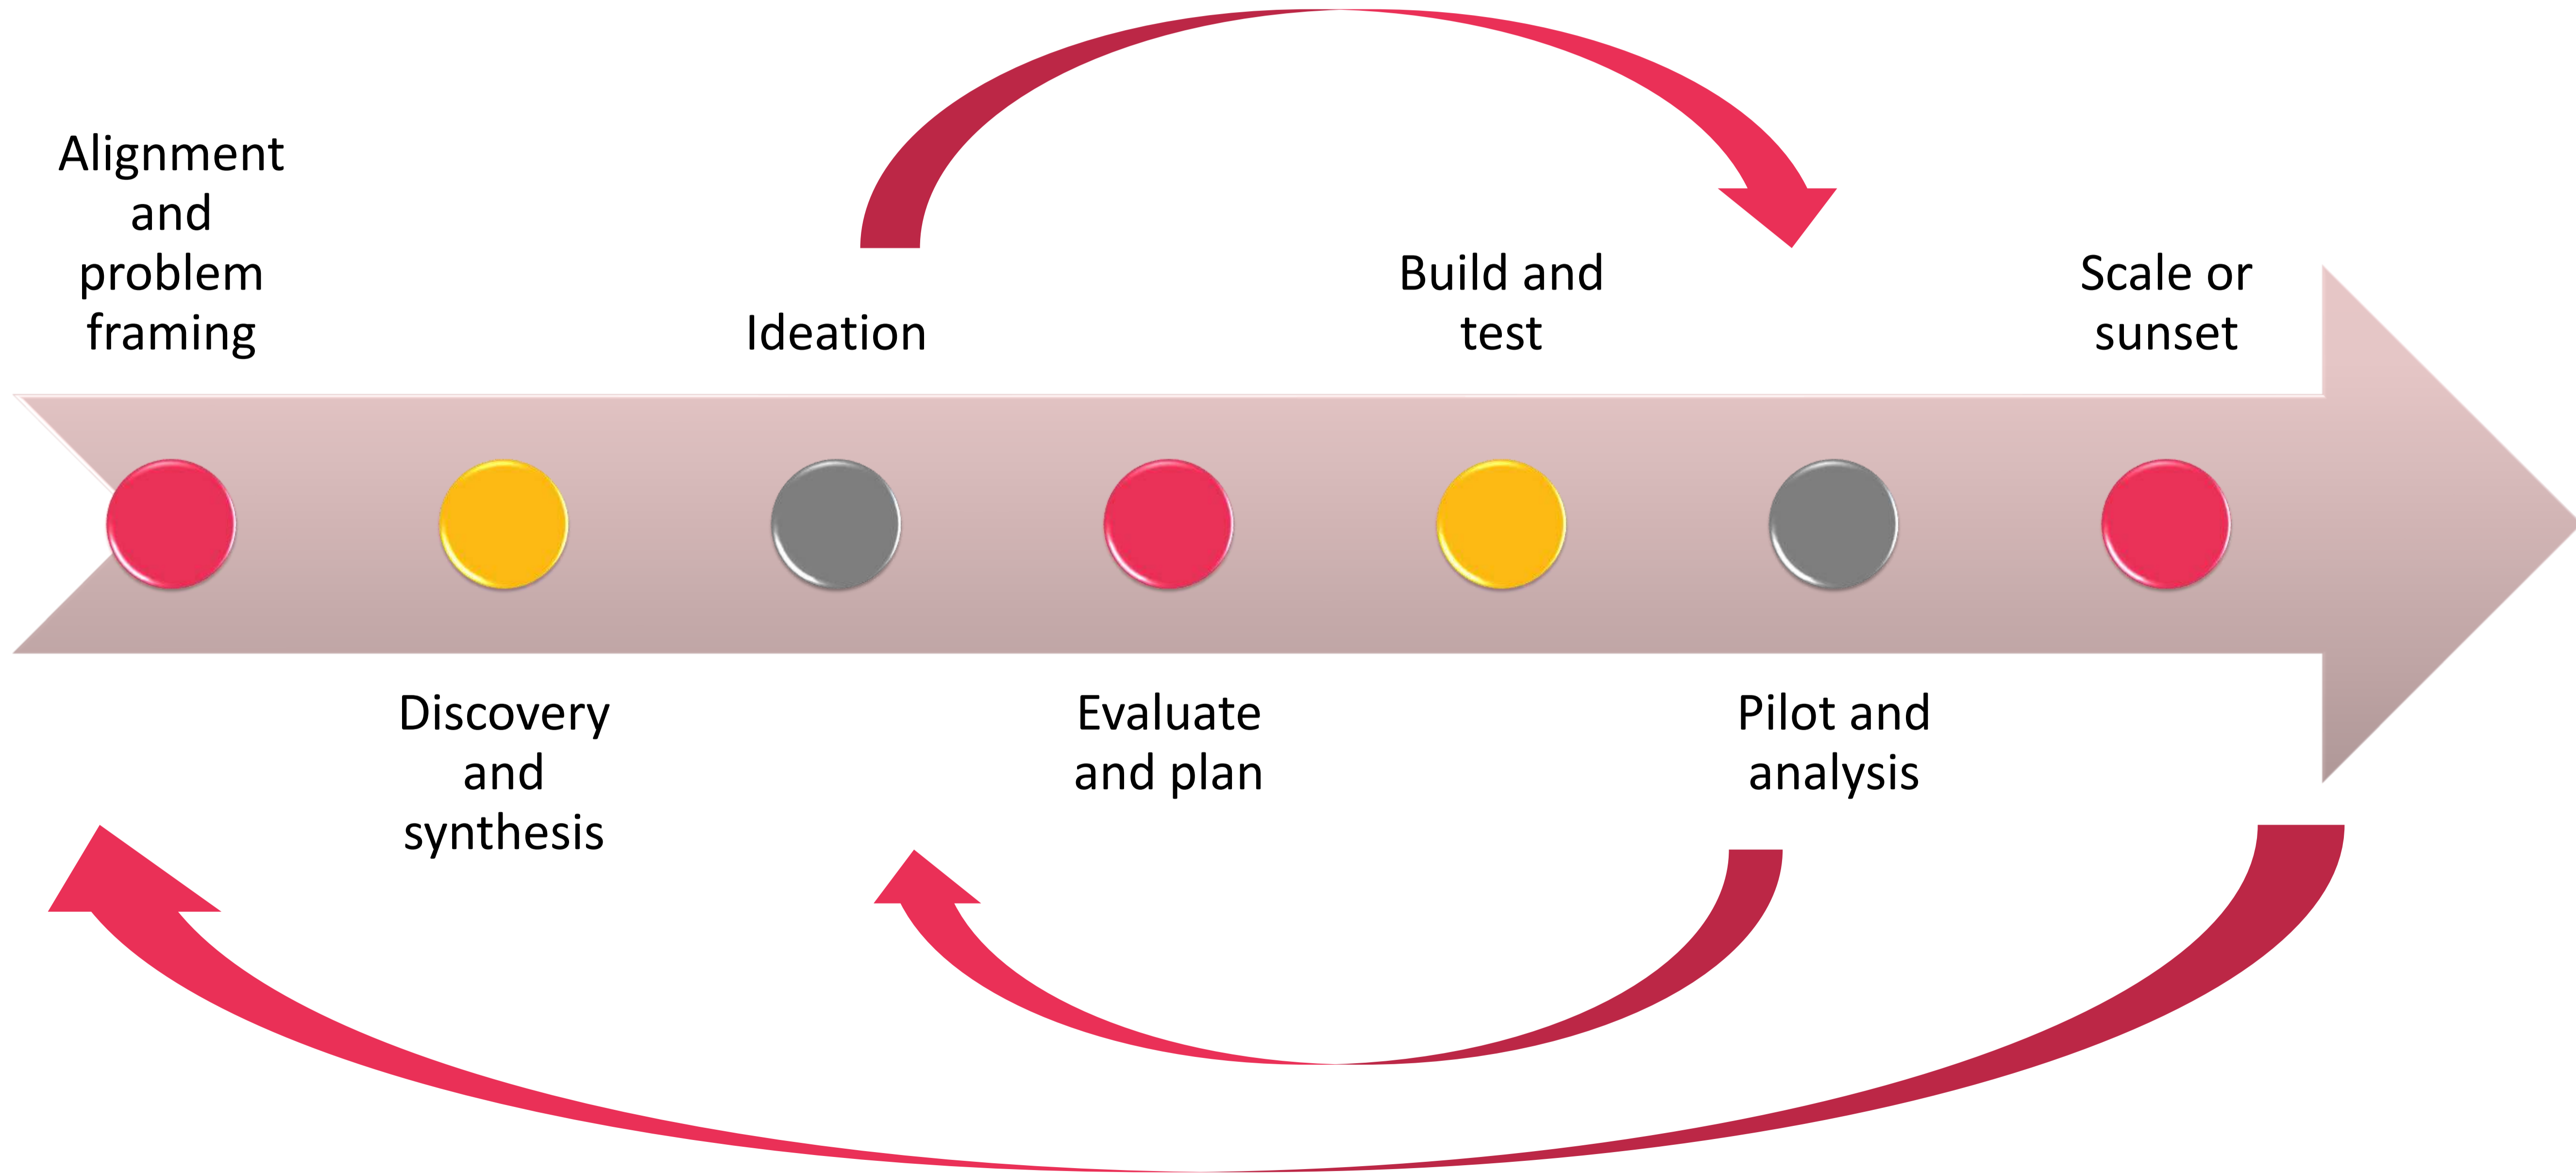 Alignment
and
problem
framing
Discovery
and
synthesis
Ideation
Evaluate
and plan
Build and
test
Pilot and
analysis
Scale or
sunset